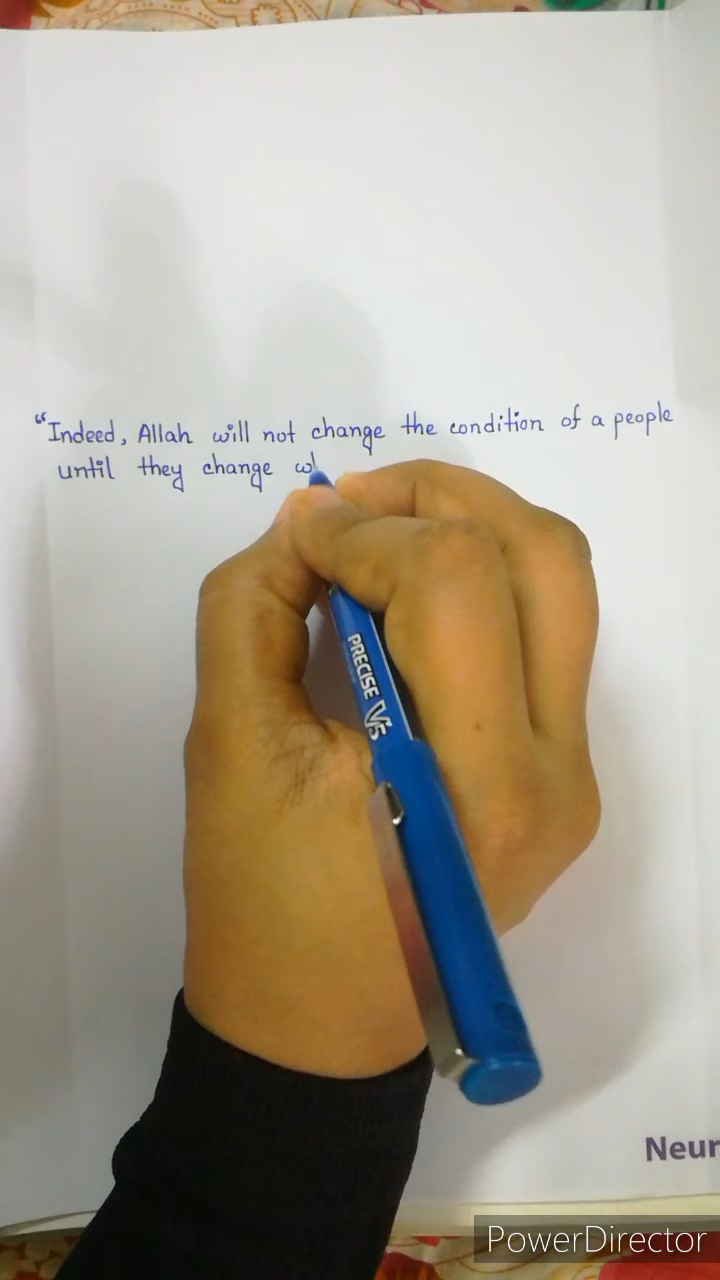 “Indeed, Allah will not change the condition of a people
until they change
PRECISE V5
Neur
PowerDirector